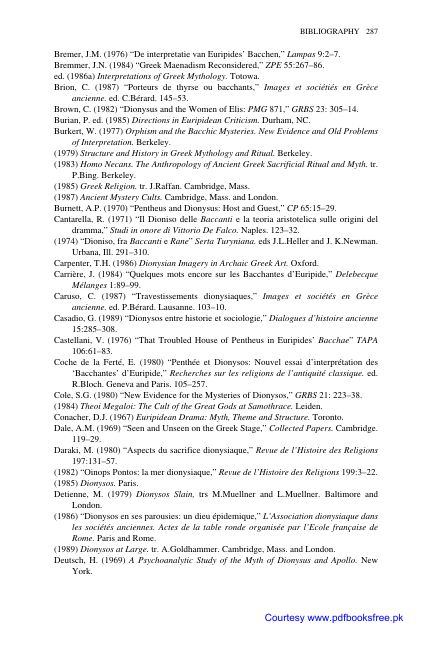 BIBLIOGRAPHY 287
Bremer, J.M. (1976) “De interpretatie van Euripides’ Bacchen,” Lampas 9:2–7.
Bremmer, J.N. (1984) “Greek Maenadism Reconsidered,” ZPE 55:267–86.
ed. (1986a) Interpretations of Greek Mythology. Totowa.
Brion, C. (1987) “Porteurs de thyrse ou bacchants,” Images et sociétiés en Grèce
ancienne. ed. C.Bérard. 145–53.
Brown, C. (1982) “Dionysus and the Women of Elis: PMG 871,” GRBS 23: 305–14.
Burian, P. ed. (1985) Directions in Euripidean Criticism. Durham, NC.
Burkert, W. (1977) Orphism and the Bacchic Mysteries. New Evidence and Old Problems
of Interpretation. Berkeley.
(1979) Structure and History in Greek Mythology and Ritual. Berkeley.
(1983) Homo Necans. The Anthropology of Ancient Greek Sacrificial Ritual and Myth. tr.
P.Bing. Berkeley.
(1985) Greek Religion. tr. J.Raffan. Cambridge, Mass.
(1987) Ancient Mystery Cults. Cambridge, Mass. and London.
Burnett, A.P. (1970) “Pentheus and Dionysus: Host and Guest,” CP 65:15–29.
Cantarella, R. (1971) “Il Dioniso delle Baccanti e la teoria aristotelica sulle origini del
dramma,” Studi in onore di Vittorio De Falco. Naples. 123–32.
(1974) “Dioniso, fra Baccanti e Rane” Serta Turyniana. eds J.L.Heller and J. K.Newman.
Urbana, Ill. 291–310.
Carpenter, T.H. (1986) Dionysian Imagery in Archaic Greek Art. Oxford.
Carrière, J. (1984) “Quelques mots encore sur les Bacchantes d’Euripide,” Delebecque
Mélanges 1:89–99.
Caruso, C. (1987) “Travestissements dionysiaques,” Images et sociétés en Grèce
ancienne. ed. P.Bérard. Lausanne. 103–10.
Casadio, G. (1989) “Dionysos entre historie et sociologie,” Dialogues d’histoire ancienne
15:285–308.
Castellani, V. (1976) “That Troubled House of Pentheus in Euripides’ Bacchae” TAPA
106:61–83.
Coche de la Ferté, E. (1980) “Penthée et Dionysos: Nouvel essai d’interprétation des
‘Bacchantes’ d’Euripide,” Recherches sur les religions de l’antiquité classique. ed.
R.Bloch. Geneva and Paris. 105–257.
Cole, S.G. (1980) “New Evidence for the Mysteries of Dionysos,” GRBS 21: 223–38.
(1984) Theoi Megaloi: The Cult of the Great Gods at Samothrace. Leiden.
Conacher, D.J. (1967) Euripidean Drama: Myth, Theme and Structure. Toronto.
Dale, A.M. (1969) “Seen and Unseen on the Greek Stage,” Collected Papers. Cambridge.
119–29.
Daraki, M. (1980) “Aspects du sacrifice dionysiaque,” Revue de l’Histoire des Religions
197:131–57.
(1982) “Oinops Pontos: la mer dionysiaque,” Revue de l’Histoire des Religions 199:3–22.
(1985) Dionysos. Paris.
Detienne, M. (1979) Dionysos Slain, trs M.Muellner and L.Muellner. Baltimore and
London.
(1986) “Dionysos en ses parousies: un dieu épidemique,” L’Association dionysiaque dans
les sociétés anciennes. Actes de la table ronde organisée par l’Ecole française de
Rome. Paris and Rome.
(1989) Dionysos at Large. tr. A.Goldhammer. Cambridge, Mass. and London.
Deutsch, H. (1969) A Psychoanalytic Study of the Myth of Dionysus and Apollo. New
York.
Courtesy www.pdfbooksfree.pk